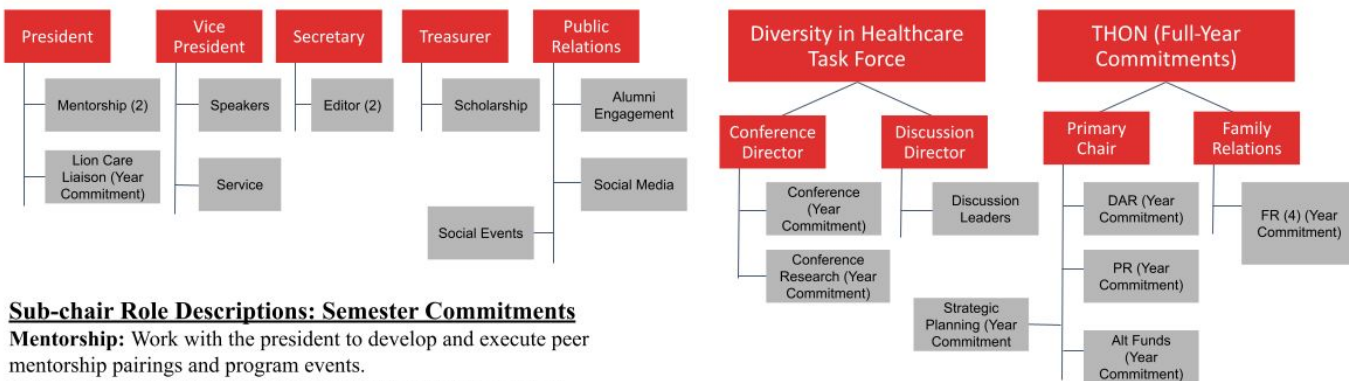 President
Vice
President
Secretary
Treasurer
Public
Relations
Mentorship (2)
Lion Care
Liaison (Year
Commitment)
Speakers
Service
Editor (2)
Scholarship
Alumni
Engagement
Social Media
Social Events
Diversity in Healthcare
Task Force
Conference
Director
Discussion
Director
Conference
(Year
Commitment)
Conference
Research (Year
Commitment)
Discussion
Leaders
THON (Full-Year
Commitments)
Primary
Chair
Family
Relations
DAR (Year
Commitment)
PR (Year
Commitment)
Strategic
Planning (Year
Commitment
Alt Funds
(Year
Commitment)
FR (4) (Year
Commitment)
Sub-chair Role Descriptions: Semester Commitments
Mentorship: Work with the president to develop and execute peer
mentorship pairings and program events.